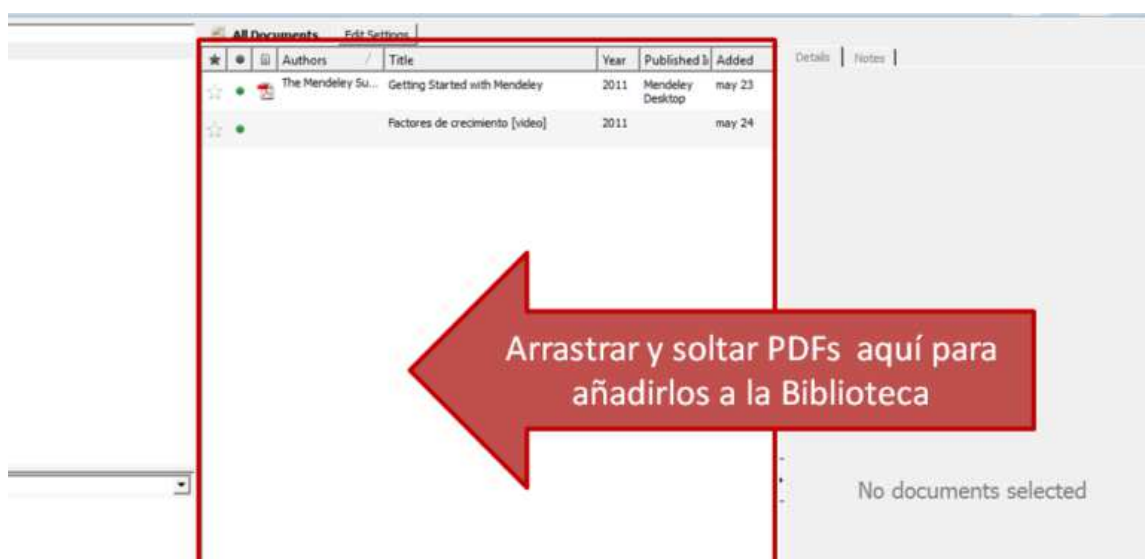 All Documents Edit Settings
Authors / Title Year Published I Added
Details Notes
The Mendeley Su... Getting Started with Mendeley 2011 Mendeley Desktop may 23
Factores de crecimiento [video] 2011 may 24
Arrastrar y soltar PDFs aquí para
añadirlos a la Biblioteca
No documents selected